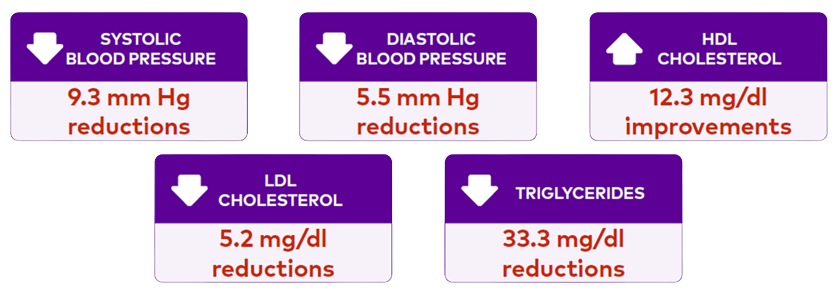 SYSTOLIC
BLOOD PRESSURE
9.3 mm Hg
reductions
DIASTOLIC
BLOOD PRESSURE
5.5 mm Hg
reductions
HDL
CHOLESTEROL
12.3 mg/dl
improvements
LDL
CHOLESTEROL
5.2 mg/dl
reductions
TRIGLYCERIDES
33.3 mg/dl
reductions